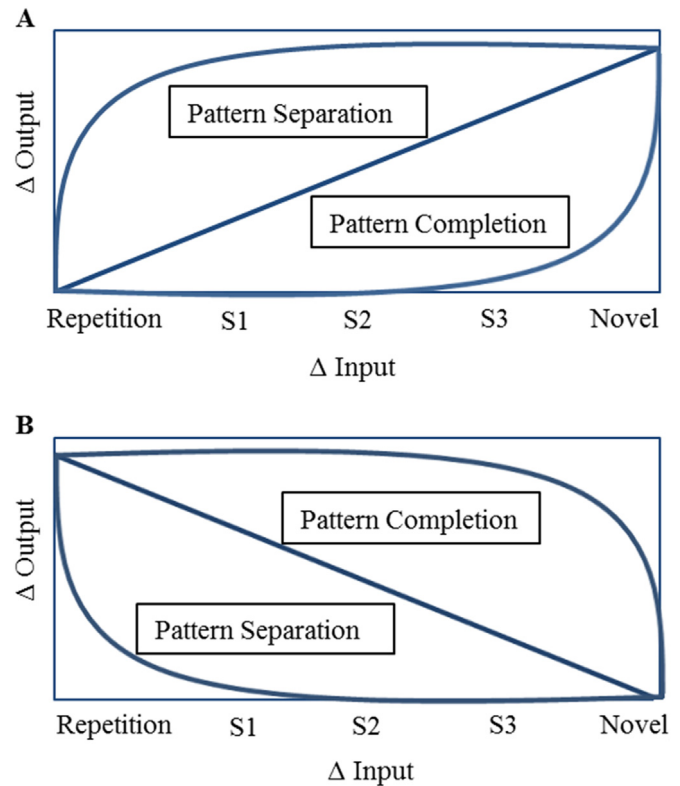 A
Δ Output
Pattern Separation
Pattern Completion
Repetition S1 S2 S3 Novel
Δ Input
B
Δ Output
Pattern Completion
Pattern Separation
Repetition S1 S2 S3 Novel
Δ Input